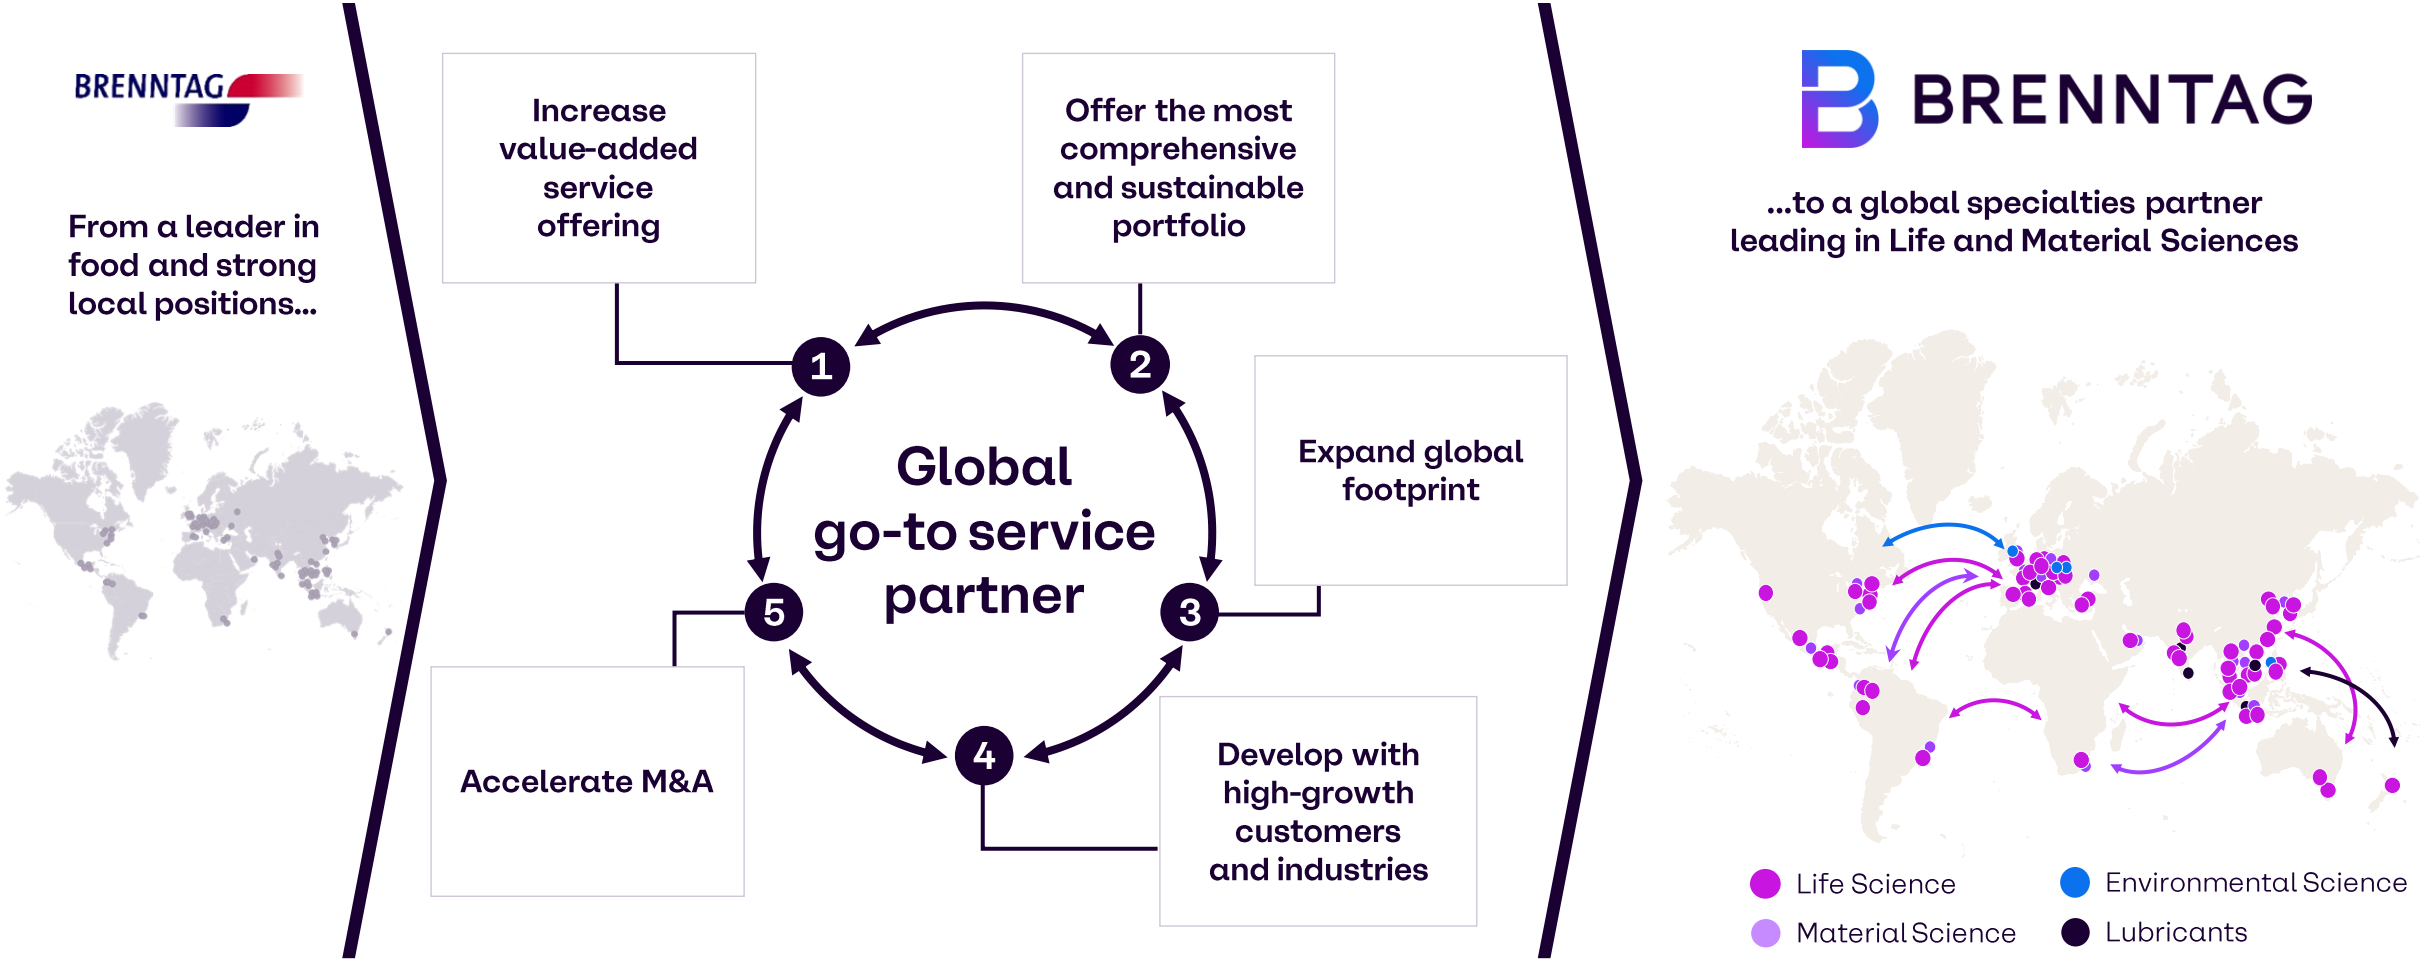 BRENNTAG
From a leader in
food and strong
local positions...
Increase
value-added
service
offering
Offer the most
comprehensive
and sustainable
portfolio
1
2
Expand global
footprint
Global
go-to service
partner
5
3
Accelerate M&A
4
Develop with
high-growth
customers
and industries
BRENNTAG
...to a global specialties partner
leading in Life and Material Sciences
Life Science
Environmental Science
Material Science
Lubricants